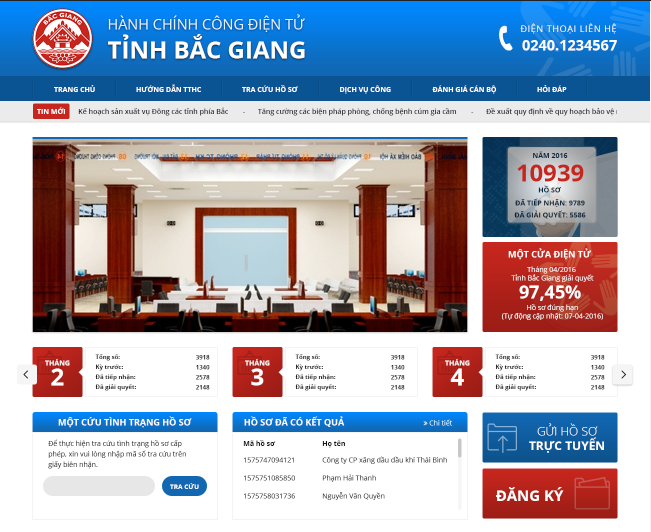 BẮC GIANG
HÀNH CHÍNH CÔNG ĐIỆN TỬ
TỈNH BẮC GIANG
ĐIỆN THOẠI LIÊN HỆ
0240.1234567
TRANG CHỦ
HƯỚNG DẪN TTHC
TRA CỨU HỒ SƠ
DỊCH VỤ CÔNG
ĐÁNH GIÁ CÁN BỘ
HỎI ĐÁP
TIN MỚI
Kế hoạch sản xuất vụ Đông các tỉnh phía Bắc - Tăng cường các biện pháp phòng, chống bệnh cúm gia cầm - Đề xuất quy định về quy hoạch bảo vệ
NĂM 2016
10939
HỒ SƠ
ĐÃ TIẾP NHẬN: 9789
ĐÃ GIẢI QUYẾT: 5586
MỘT CỬA ĐIỆN TỬ
Tháng 04/2016
Tỉnh Bắc Giang giải quyết
97,45%
Hồ sơ đúng hạn
(Tự động cập nhật: 07-04-2016)
THÁNG
2
Tổng số: 3918
Kỳ trước: 1340
Đã tiếp nhận: 2578
Đã giải quyết: 2148
THÁNG
3
Tổng số: 3918
Kỳ trước: 1340
Đã tiếp nhận: 2578
Đã giải quyết: 2148
THÁNG
4
Tổng số: 3918
Kỳ trước: 1340
Đã tiếp nhận: 2578
Đã giải quyết: 2148
MỘT CỨU TÌNH TRẠNG HỒ SƠ
Để thực hiện tra cứu tình trạng hồ sơ cấp
phép, xin vui lòng nhập mã số tra cứu trên
giấy biên nhận.
TRA CỨU
HỒ SƠ ĐÃ CÓ KẾT QUẢ
» Chi tiết
Mã hồ sơ Họ tên
1575747094121 Công ty CP xăng dầu dầu khí Thái Bình
1575751085850 Phạm Hải Thanh
1575758031736 Nguyễn Văn Quyền
GỬI HỒ SƠ
TRỰC TUYẾN
ĐĂNG KÝ